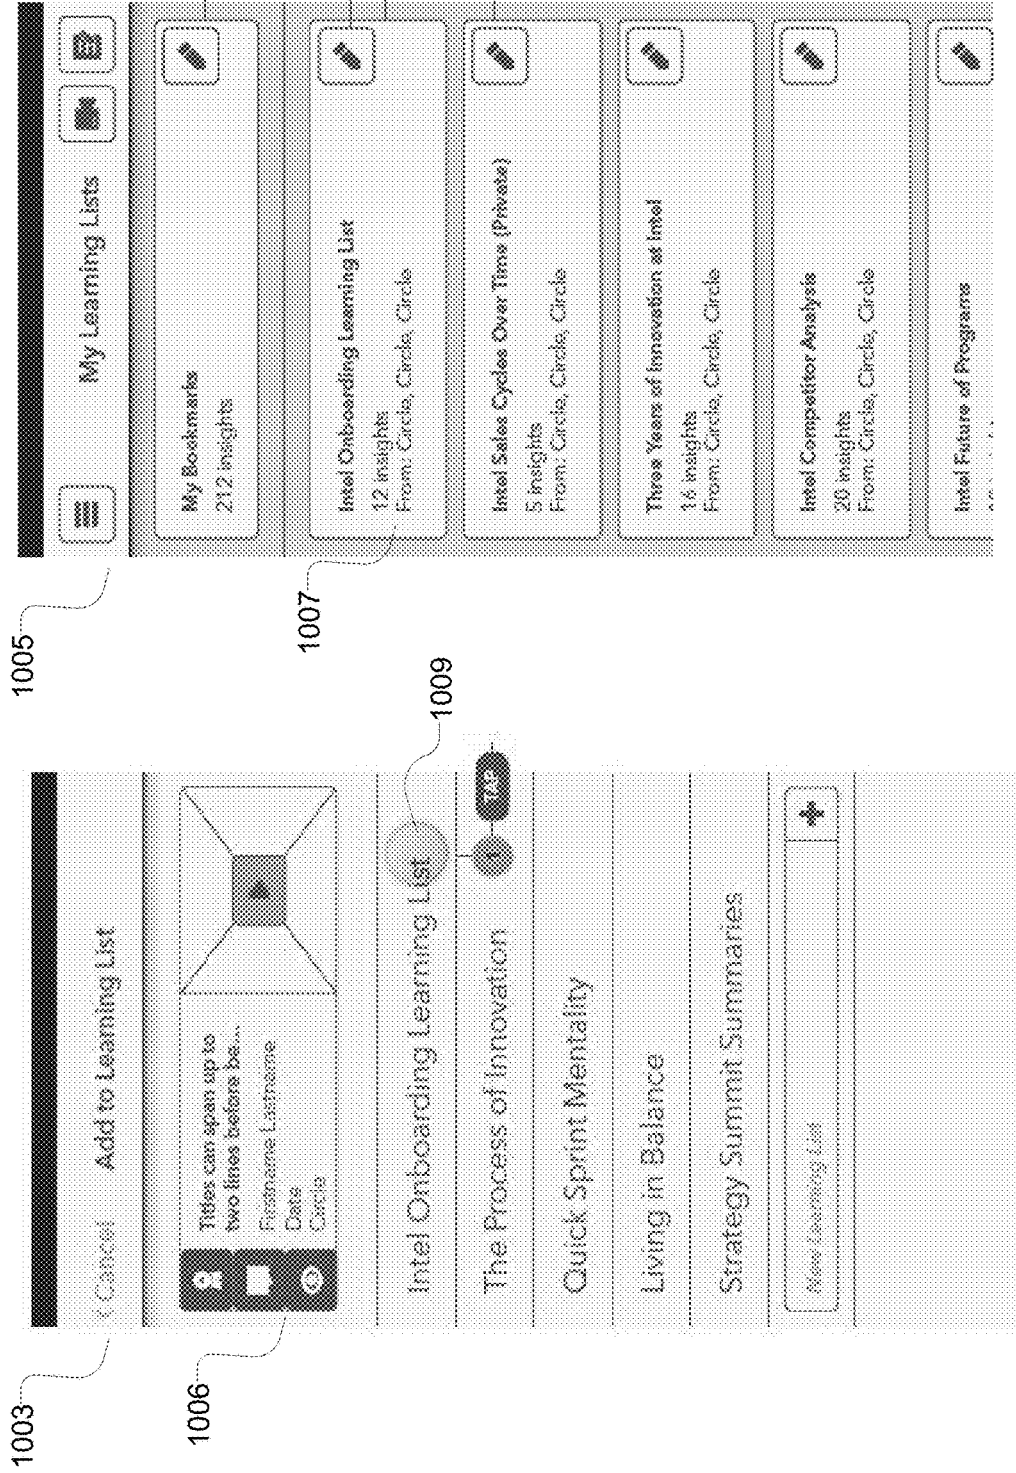 1003
< Cancel
Add to Learning List
1006
Titles can span up to
two lines before be...
Firstname Lastname
Date
Circle
Intel Onboarding Learning List
1009
1
TAP
The Process of Innovation
Quick Sprint Mentality
Living in Balance
Strategy Summit Summaries
New Learning List
1005
My Learning Lists
My Bookmarks
212 insights
1007
Intel Onboarding Learning List
12 insights
From: Circle, Circle, Circle
Intel Sales Cycles Over Time (Private)
5 insights
From: Circle, Circle, Circle
Three Years of Innovation at Intel
16 insights
From: Circle, Circle, Circle
Intel Competitor Analysis
20 insights
From: Circle, Circle, Circle
Intel Future of Programs